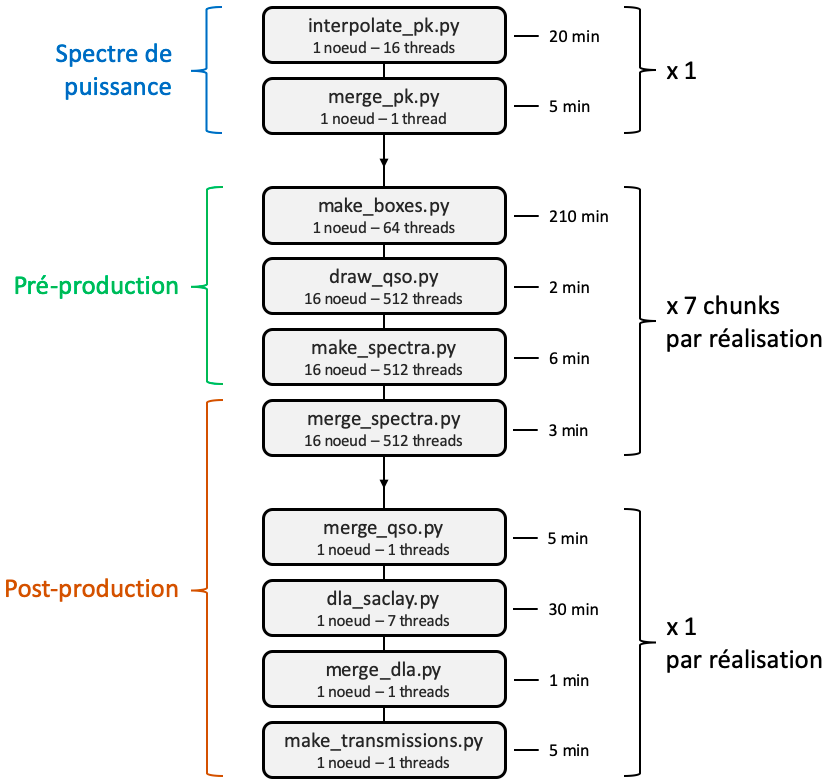 Spectre de
puissance
interpolate_pk.py
1 noeud – 16 threads
20 min
merge_pk.py
1 noeud – 1 thread
5 min
x 1
Pré-production
make_boxes.py
1 noeud – 64 threads
210 min
draw_qso.py
16 noeud – 512 threads
2 min
make_spectra.py
16 noeud – 512 threads
6 min
merge_spectra.py
16 noeud – 512 threads
3 min
x 7 chunks
par réalisation
Post-production
merge_qso.py
1 noeud – 1 threads
5 min
dla_saclay.py
1 noeud – 7 threads
30 min
merge_dla.py
1 noeud – 1 threads
1 min
make_transmissions.py
1 noeud – 1 threads
5 min
x 1
par réalisation